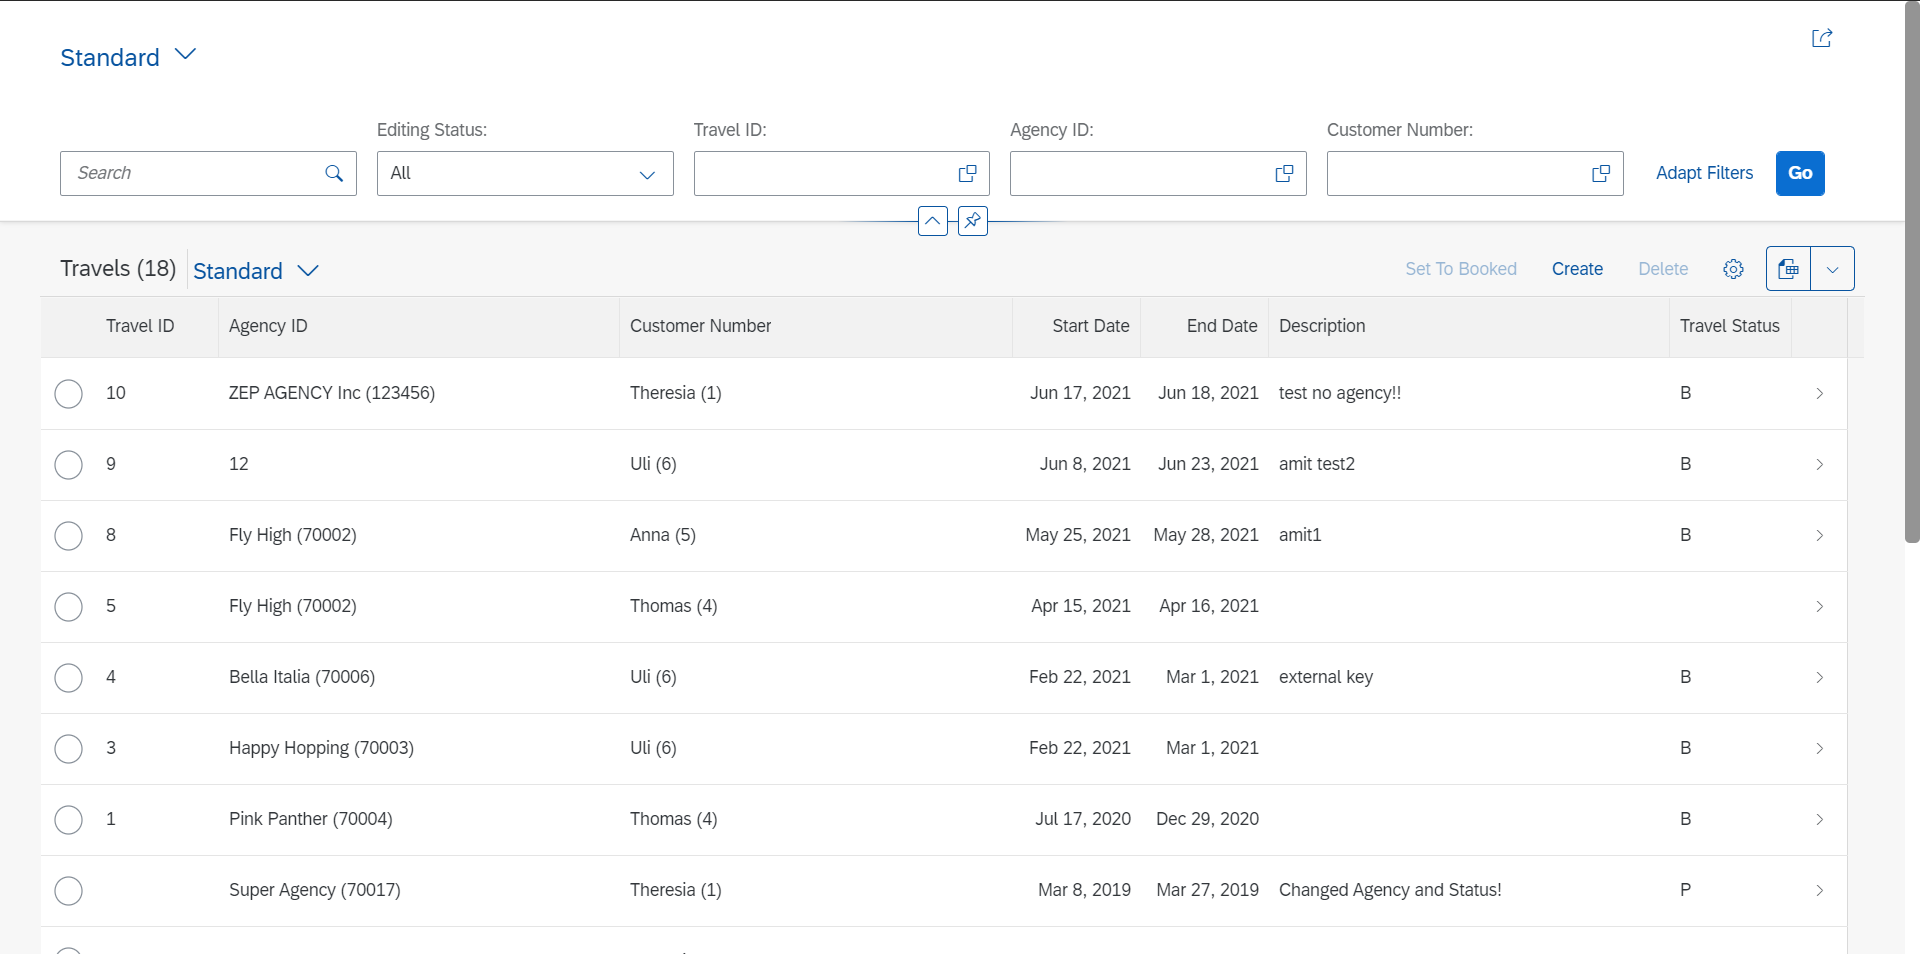 Standard
Editing Status: Travel ID: Agency ID: Customer Number:
Search All Adapt Filters Go
Travels (18) Standard Set To Booked Create Delete
Travel ID Agency ID Customer Number Start Date End Date Description Travel Status
10 ZEP AGENCY Inc (123456) Theresia (1) Jun 17, 2021 Jun 18, 2021 test no agency!! B
9 12 Uli (6) Jun 8, 2021 Jun 23, 2021 amit test2 B
8 Fly High (70002) Anna (5) May 25, 2021 May 28, 2021 amit1 B
5 Fly High (70002) Thomas (4) Apr 15, 2021 Apr 16, 2021
4 Bella Italia (70006) Uli (6) Feb 22, 2021 Mar 1, 2021 external key B
3 Happy Hopping (70003) Uli (6) Feb 22, 2021 Mar 1, 2021 B
1 Pink Panther (70004) Thomas (4) Jul 17, 2020 Dec 29, 2020 B
Super Agency (70017) Theresia (1) Mar 8, 2019 Mar 27, 2019 Changed Agency and Status! P